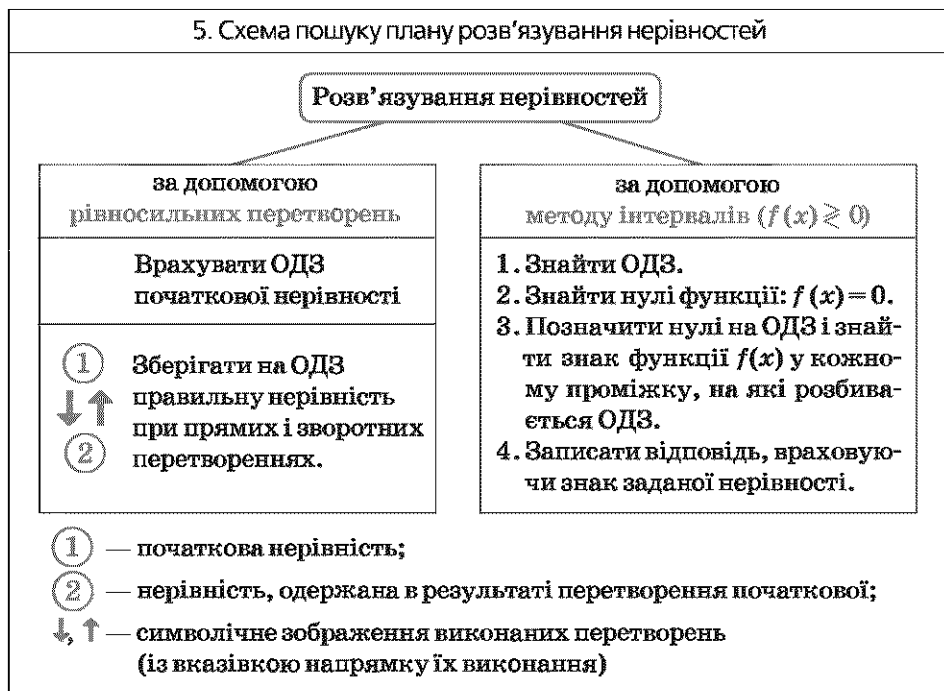 5. Схема пошуку плану розв'язування нерівностей
Розв'язування нерівностей
за допомогою
рівносильних перетворень
Врахувати ОДЗ
початкової нерівності
1
↓↑
2
Зберігати на ОДЗ
правильну нерівність
при прямих і зворотних
перетвореннях.
за допомогою
методу інтервалів (f (x) ≷ 0)
1. Знайти ОДЗ.
2. Знайти нулі функції: f (x) = 0.
3. Позначити нулі на ОДЗ і знай-
ти знак функції f(x) у кожно-
му проміжку, на які розбива-
ється ОДЗ.
4. Записати відповідь, враховую-
чи знак заданої нерівності.
1 — початкова нерівність;
2 — нерівність, одержана в результаті перетворення початкової;
↓, ↑ — символічне зображення виконаних перетворень
(із вказівкою напрямку їх виконання)